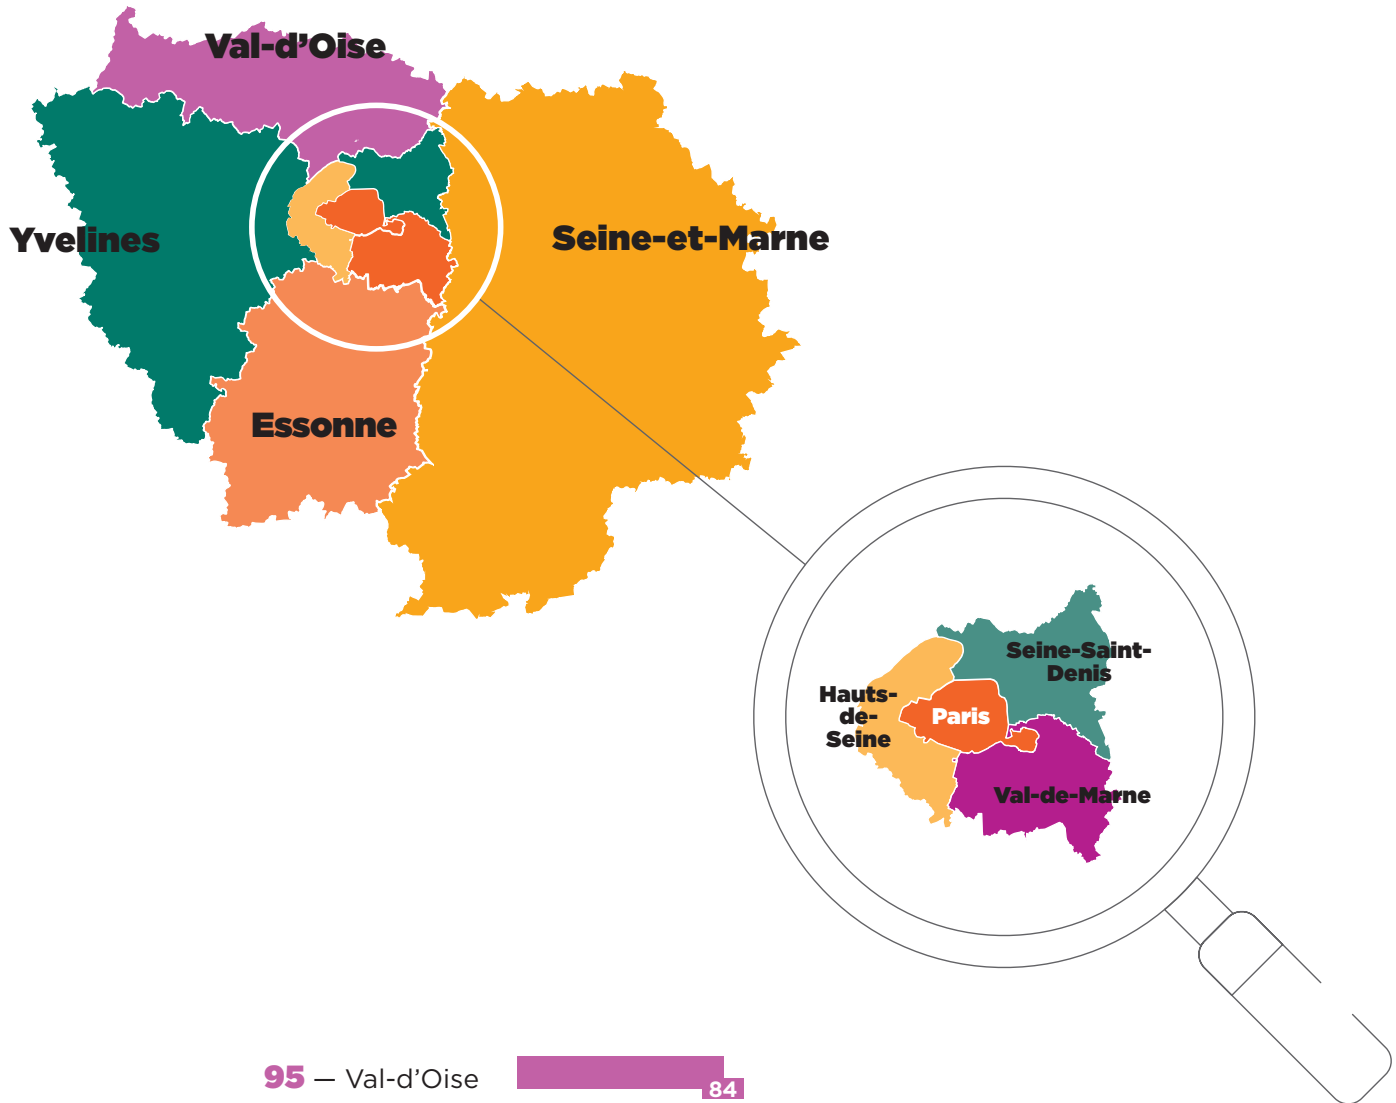 Val-d’Oise
Yvelines
Seine-et-Marne
Essonne
Seine-Saint-
Denis
Hauts-
de-
Seine
Paris
Val-de-Marne
95 — Val-d’Oise
84